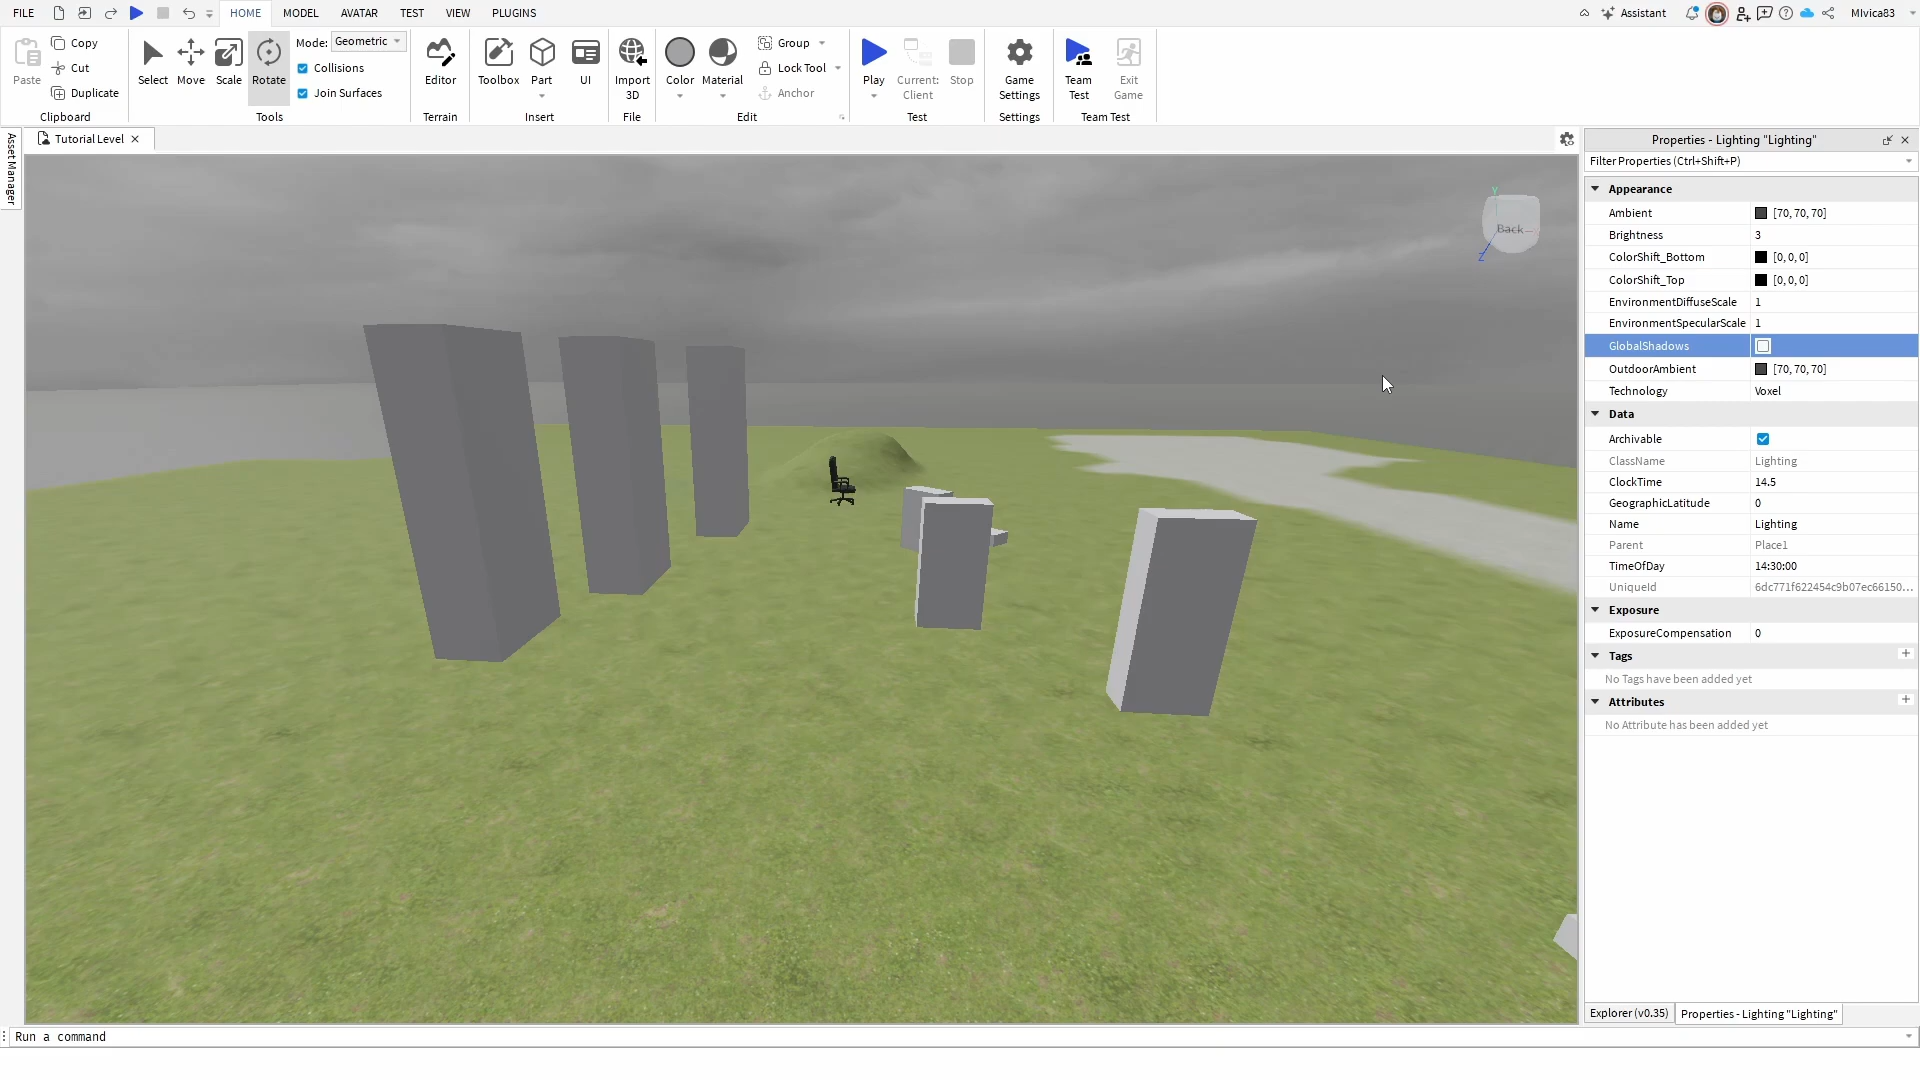 FILE HOME MODEL AVATAR TEST VIEW PLUGINS Assistant MIvica83
Paste Copy Cut Duplicate
Clipboard
Select Move Scale Rotate
Mode: Geometric
Collisions
Join Surfaces
Tools
Editor
Terrain
Toolbox Part UI
Insert
Import
3D
File
Color Material Group Lock Tool Anchor
Edit
Play Current:
Client Stop
Test
Game
Settings
Settings
Team
Test Exit
Game
Team Test
Asset Manager
Tutorial Level
Y
Back
Z
Properties - Lighting "Lighting"
Filter Properties (Ctrl+Shift+P)
Appearance
Ambient [70, 70, 70]
Brightness 3
ColorShift_Bottom [0, 0, 0]
ColorShift_Top [0, 0, 0]
EnvironmentDiffuseScale 1
EnvironmentSpecularScale 1
GlobalShadows
OutdoorAmbient [70, 70, 70]
Technology Voxel
Data
Archivable
ClassName Lighting
ClockTime 14.5
GeographicLatitude 0
Name Lighting
Parent Place1
TimeOfDay 14:30:00
UniqueId 6dc771f622454c9b07ec66150...
Exposure
ExposureCompensation 0
Tags
No Tags have been added yet
Attributes
No Attribute has been added yet
Explorer (v0.35) Properties - Lighting "Lighting"
Run a command